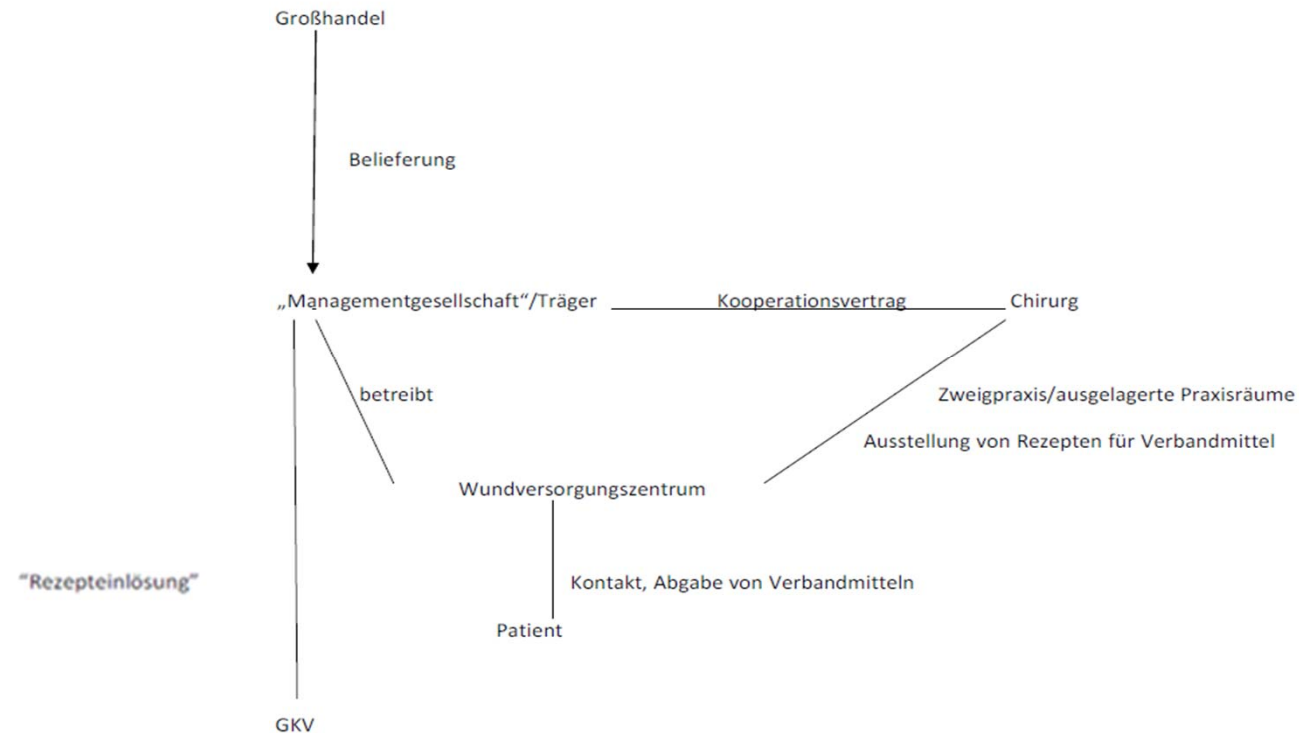 Großhandel
Belieferung
„Managementgesellschaft“/Träger
Kooperationsvertrag
Chirurg
betreibt
Zweigpraxis/ausgelagerte Praxisräume
Ausstellung von Rezepten für Verbandmittel
Wundversorgungszentrum
"Rezepteinlösung"
Kontakt, Abgabe von Verbandmitteln
Patient
GKV